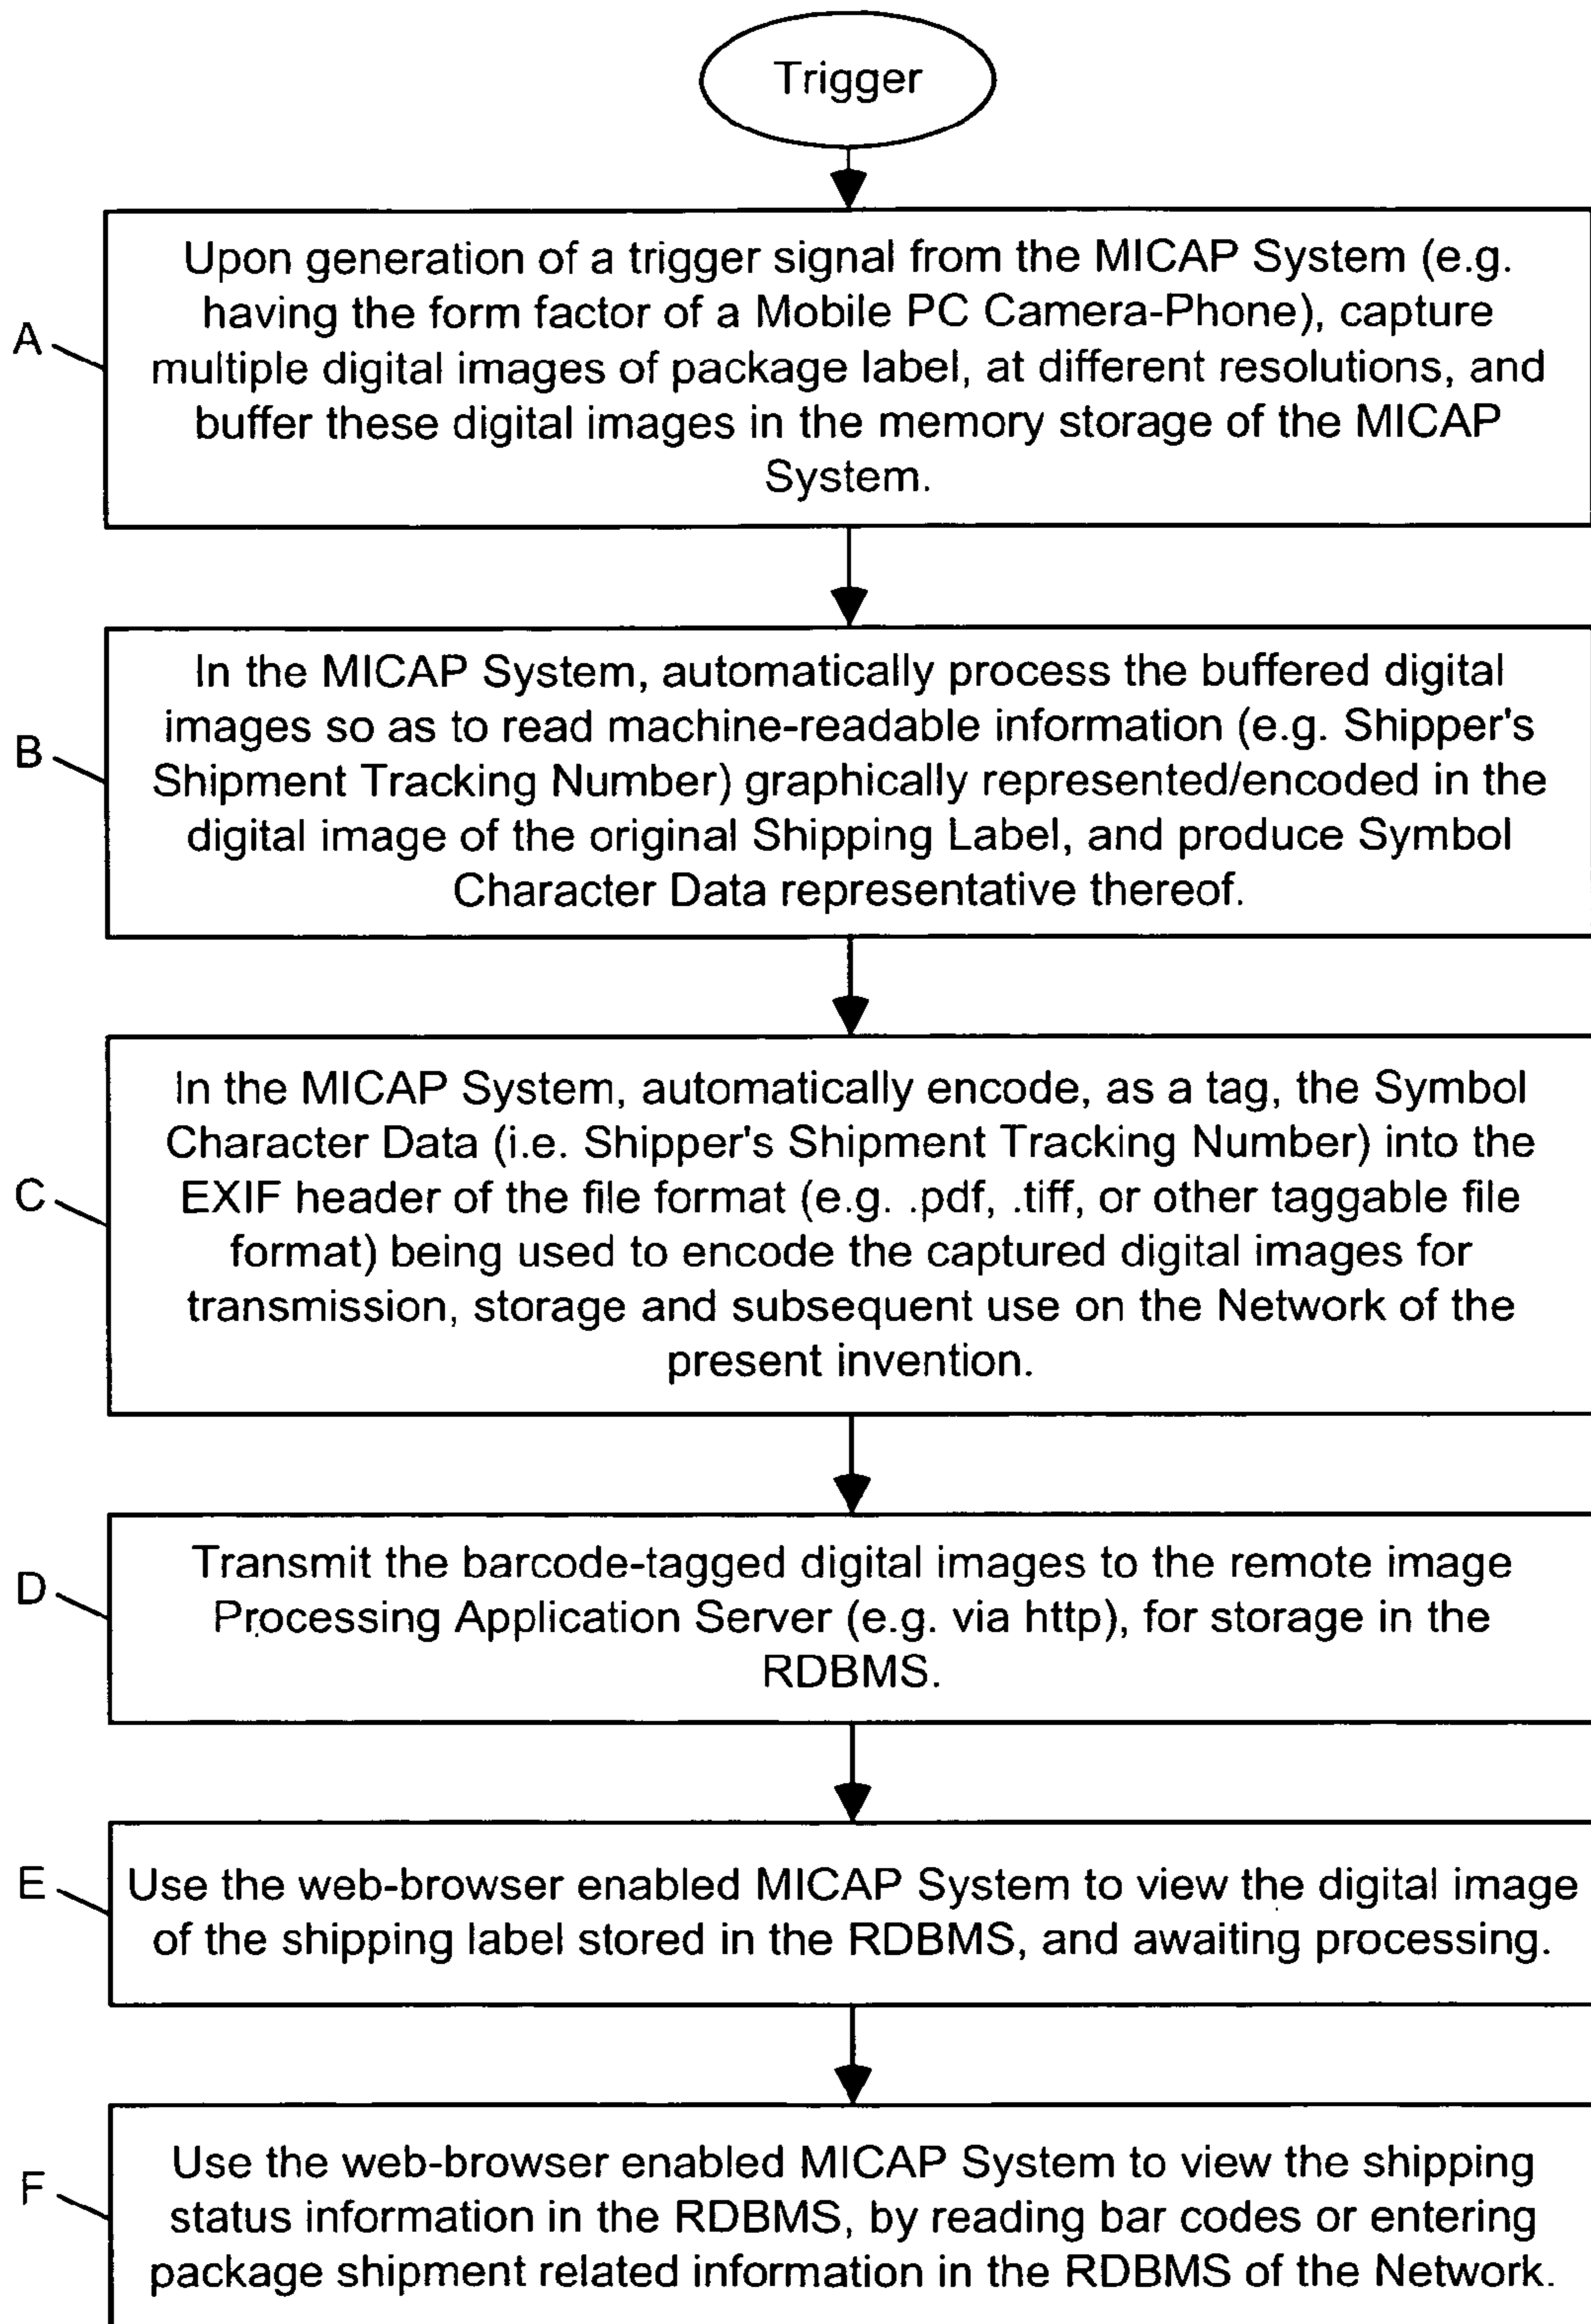 Trigger
A
Upon generation of a trigger signal from the MICAP System (e.g.
having the form factor of a Mobile PC Camera-Phone), capture
multiple digital images of package label, at different resolutions, and
buffer these digital images in the memory storage of the MICAP
System.
B
In the MICAP System, automatically process the buffered digital
images so as to read machine-readable information (e.g. Shipper's
Shipment Tracking Number) graphically represented/encoded in the
digital image of the original Shipping Label, and produce Symbol
Character Data representative thereof.
C
In the MICAP System, automatically encode, as a tag, the Symbol
Character Data (i.e. Shipper's Shipment Tracking Number) into the
EXIF header of the file format (e.g. .pdf, .tiff, or other taggable file
format) being used to encode the captured digital images for
transmission, storage and subsequent use on the Network of the
present invention.
D
Transmit the barcode-tagged digital images to the remote image
Processing Application Server (e.g. via http), for storage in the
RDBMS.
E
Use the web-browser enabled MICAP System to view the digital image
of the shipping label stored in the RDBMS, and awaiting processing.
F
Use the web-browser enabled MICAP System to view the shipping
status information in the RDBMS, by reading bar codes or entering
package shipment related information in the RDBMS of the Network.